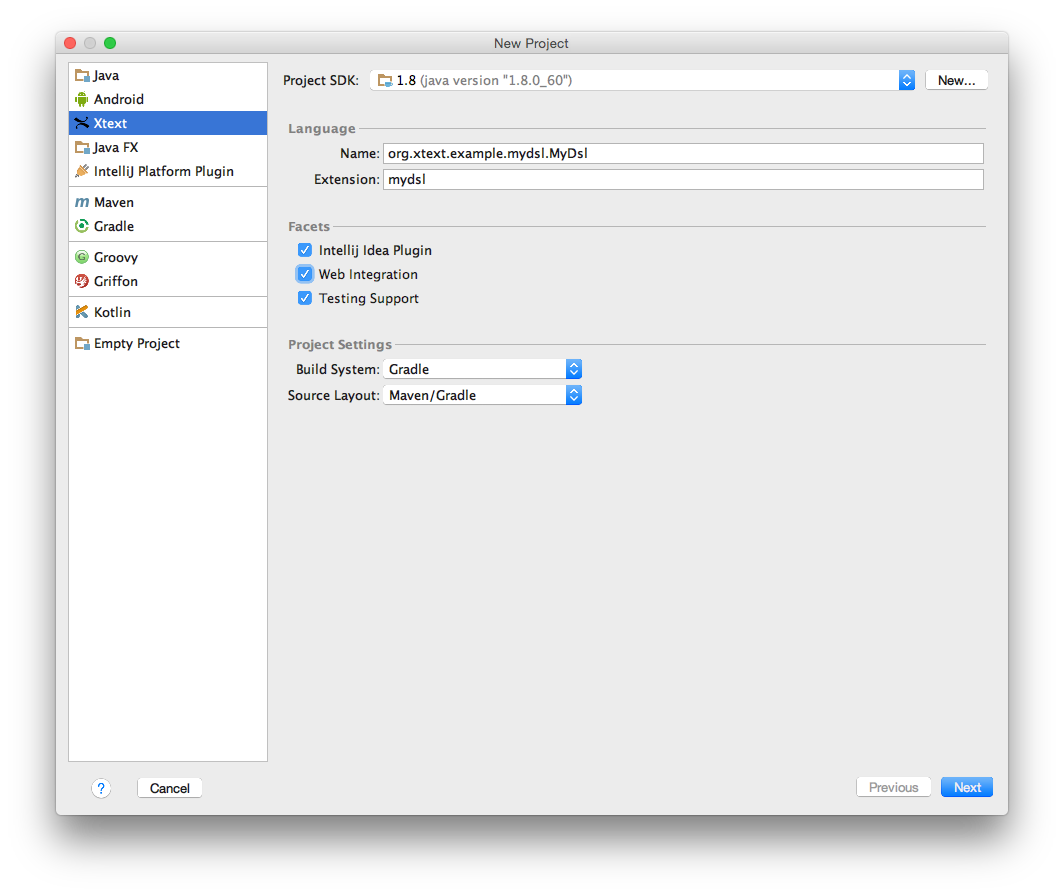 New Project
Java
Android
Xtext
Java FX
IntelliJ Platform Plugin
Maven
Gradle
Groovy
Griffon
Kotlin
Empty Project
Project SDK: 1.8 (java version "1.8.0_60") New...
Language
Name: org.xtext.example.mydsl.MyDsl
Extension: mydsl
Facets
Intellij Idea Plugin
Web Integration
Testing Support
Project Settings
Build System: Gradle
Source Layout: Maven/Gradle
? Cancel Previous Next